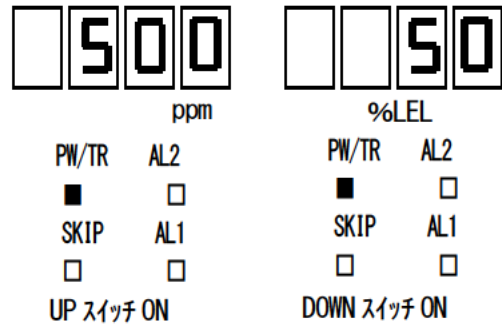 500
ppm
PW/TR AL2
■ □
SKIP AL1
□ □
UP スイッチ ON
50
%LEL
PW/TR AL2
■ □
SKIP AL1
□ □
DOWN スイッチ ON